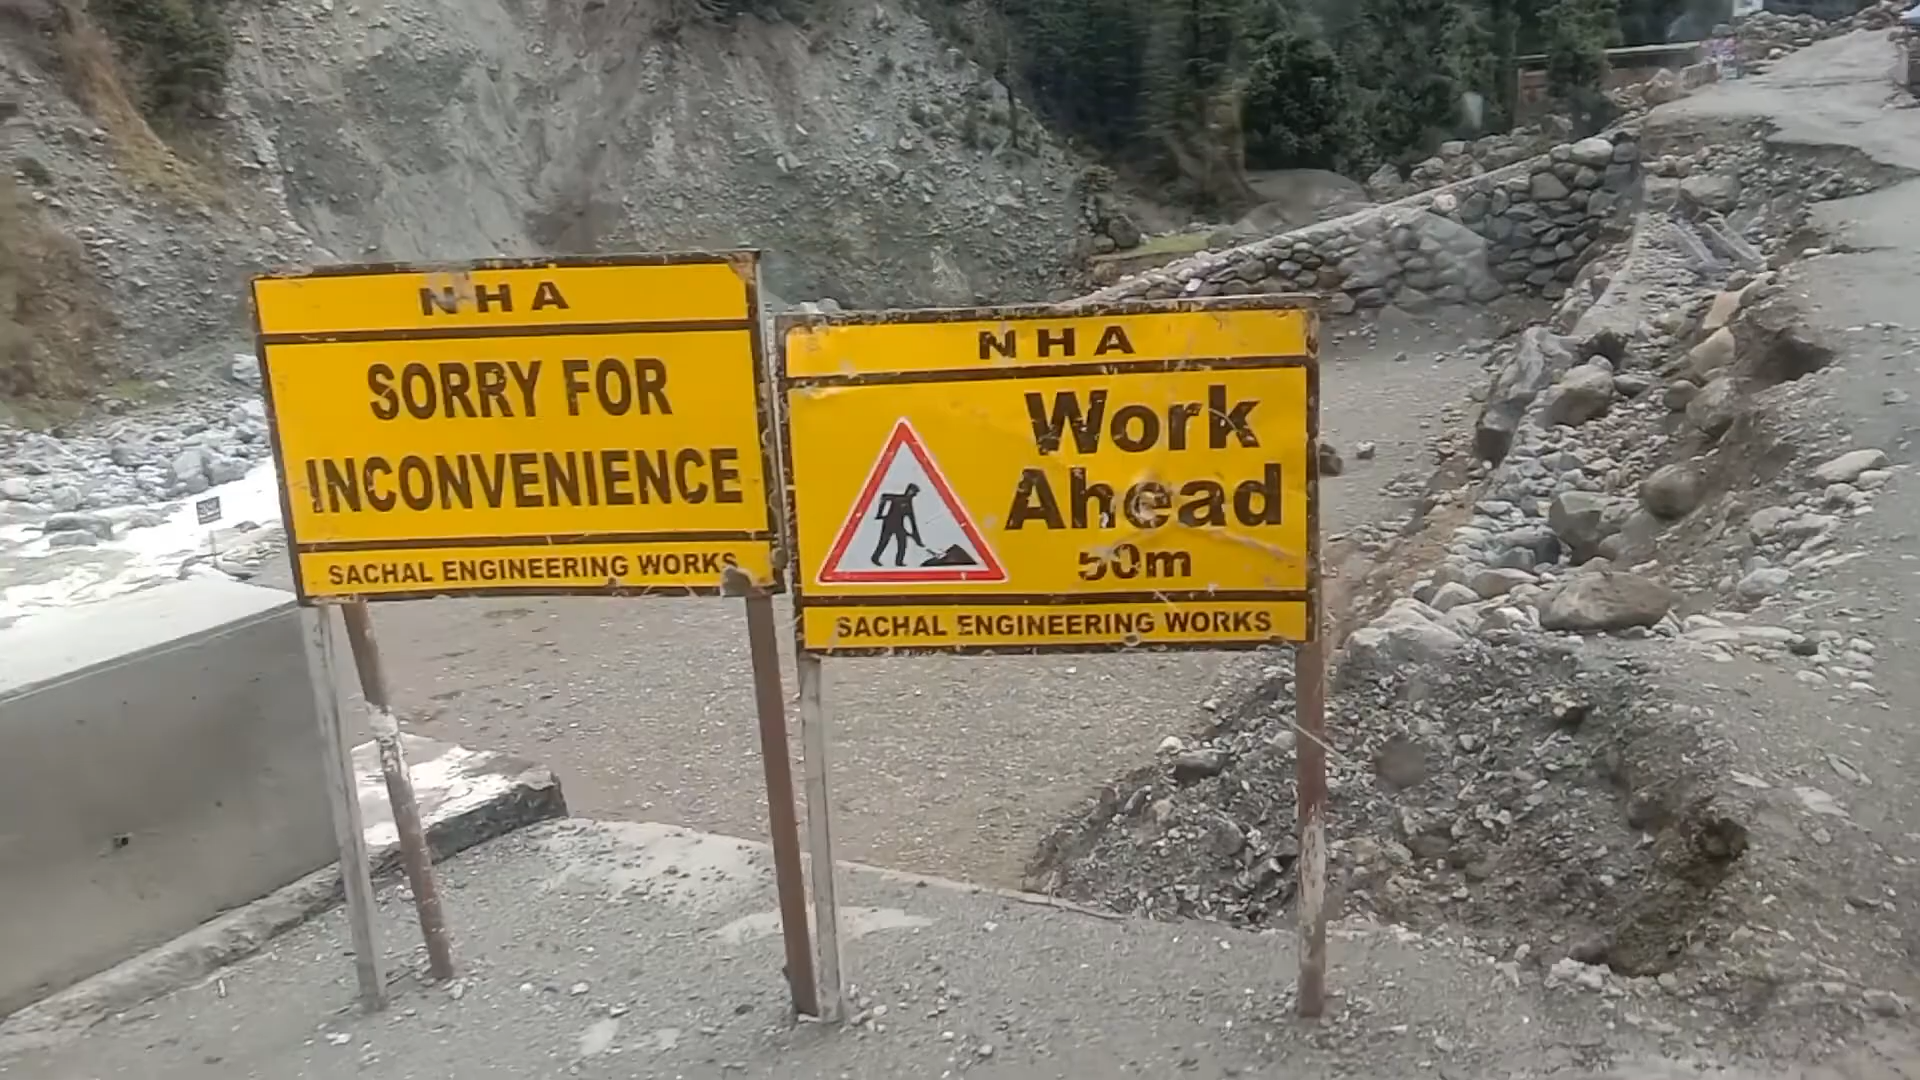 NHA
SORRY FOR
INCONVENIENCE
SACHAL ENGINEERING WORKS
NHA
Work
Ahead
50m
SACHAL ENGINEERING WORKS